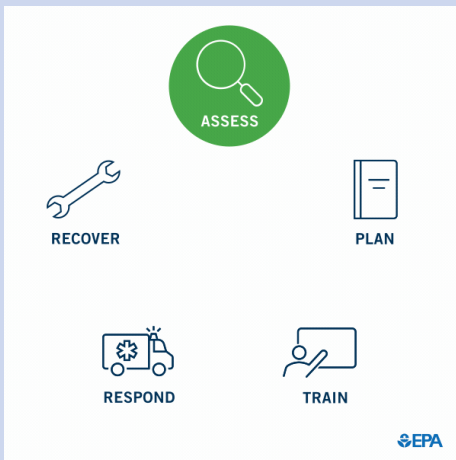 ASSESS
RECOVER
PLAN
RESPOND
TRAIN
EPA